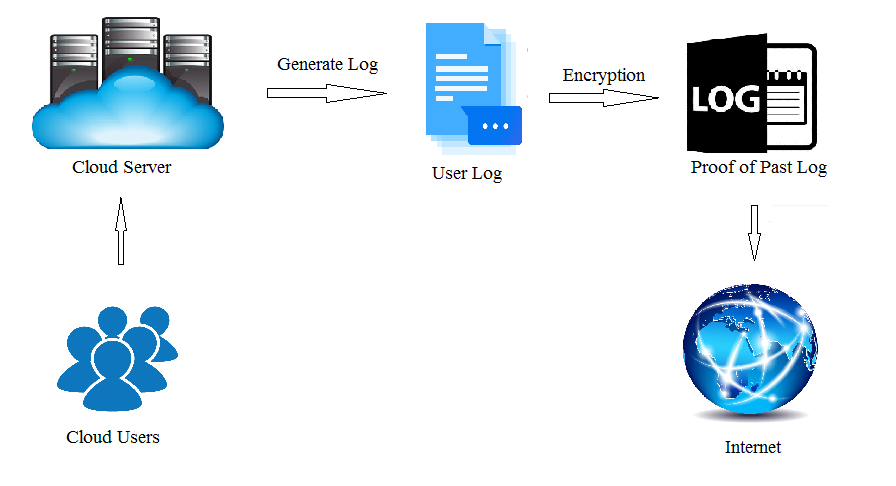 Generate Log
Encryption
LOG
Cloud Server
User Log
Proof of Past Log
Cloud Users
Internet